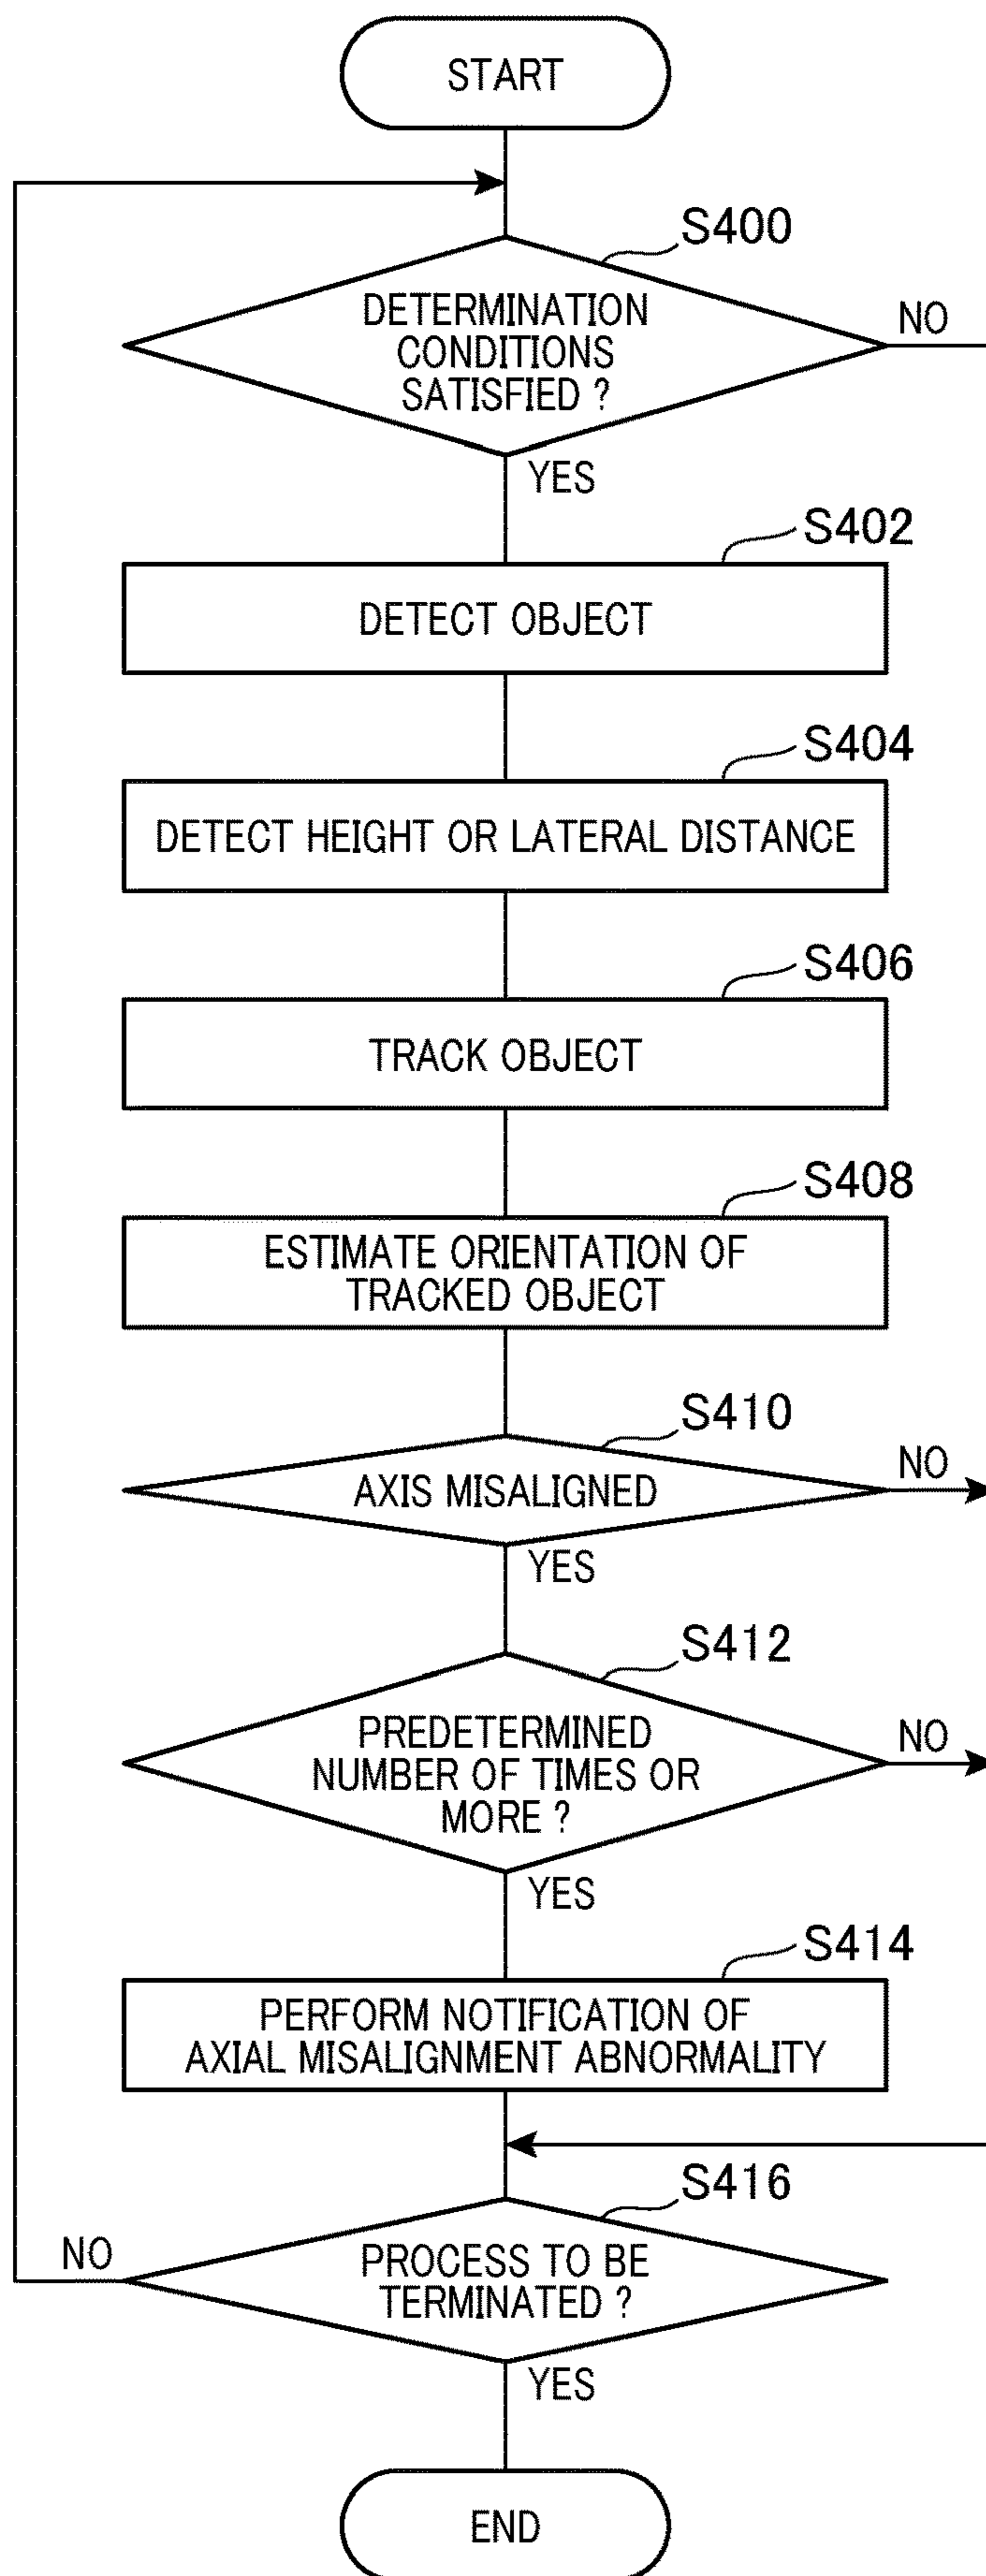 START
S400
DETERMINATION
CONDITIONS
SATISFIED ?
NO
YES
S402
DETECT OBJECT
S404
DETECT HEIGHT OR LATERAL DISTANCE
S406
TRACK OBJECT
S408
ESTIMATE ORIENTATION OF
TRACKED OBJECT
S410
AXIS MISALIGNED
NO
YES
S412
PREDETERMINED
NUMBER OF TIMES OR
MORE ?
NO
YES
S414
PERFORM NOTIFICATION OF
AXIAL MISALIGNMENT ABNORMALITY
S416
PROCESS TO BE
TERMINATED ?
NO
YES
END